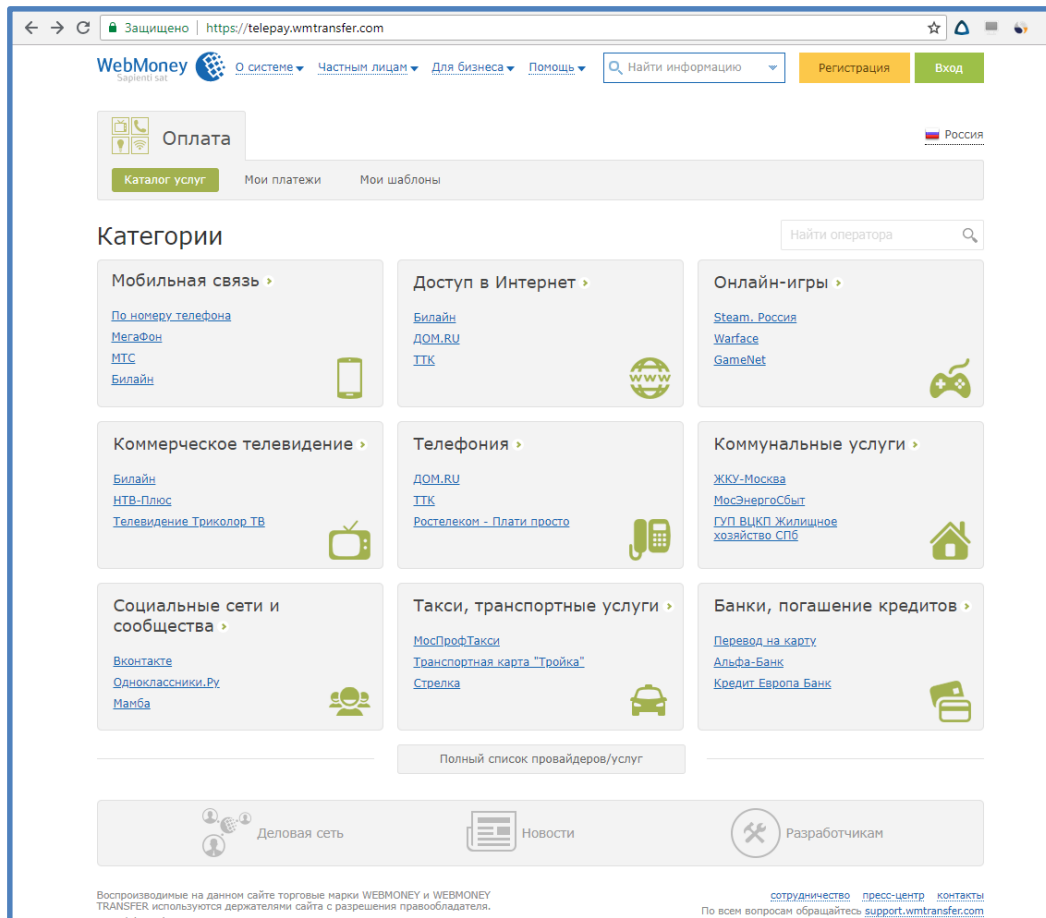 Защищено | https://telepay.wmtransfer.com
WebMoney О системе Частным лицам Для бизнеса Помощь Найти информацию Регистрация Вход
Sapienti sat
Оплата
Россия
Каталог услуг Мои платежи Мои шаблоны
Категории
Найти оператора
Мобильная связь
По номеру телефона
МегаФон
МТС
Билайн
Доступ в Интернет
Билайн
ДОМ.RU
ТТК
www
Онлайн-игры
Steam. Россия
Warface
GameNet
Коммерческое телевидение
Билайн
НТВ-Плюс
Телевидение Триколор ТВ
Телефония
ДОМ.RU
ТТК
Ростелеком - Плати просто
Коммунальные услуги
ЖКУ-Москва
МосЭнергоСбыт
ГУП ВЦКП Жилищное
хозяйство СПб
Социальные сети и
сообщества
Вконтакте
Одноклассники.Ру
Мамба
Такси, транспортные услуги
МосПрофТакси
Транспортная карта "Тройка"
Стрелка
Банки, погашение кредитов
Перевод на карту
Альфа-Банк
Кредит Европа Банк
Полный список провайдеров/услуг
Деловая сеть
Новости
Разработчикам
Воспроизводимые на данном сайте торговые марки WEBMONEY и WEBMONEY
TRANSFER используются держателями сайта с разрешения правообладателя.
сотрудничество пресс-центр контакты
По всем вопросам обращайтесь support.wmtransfer.com